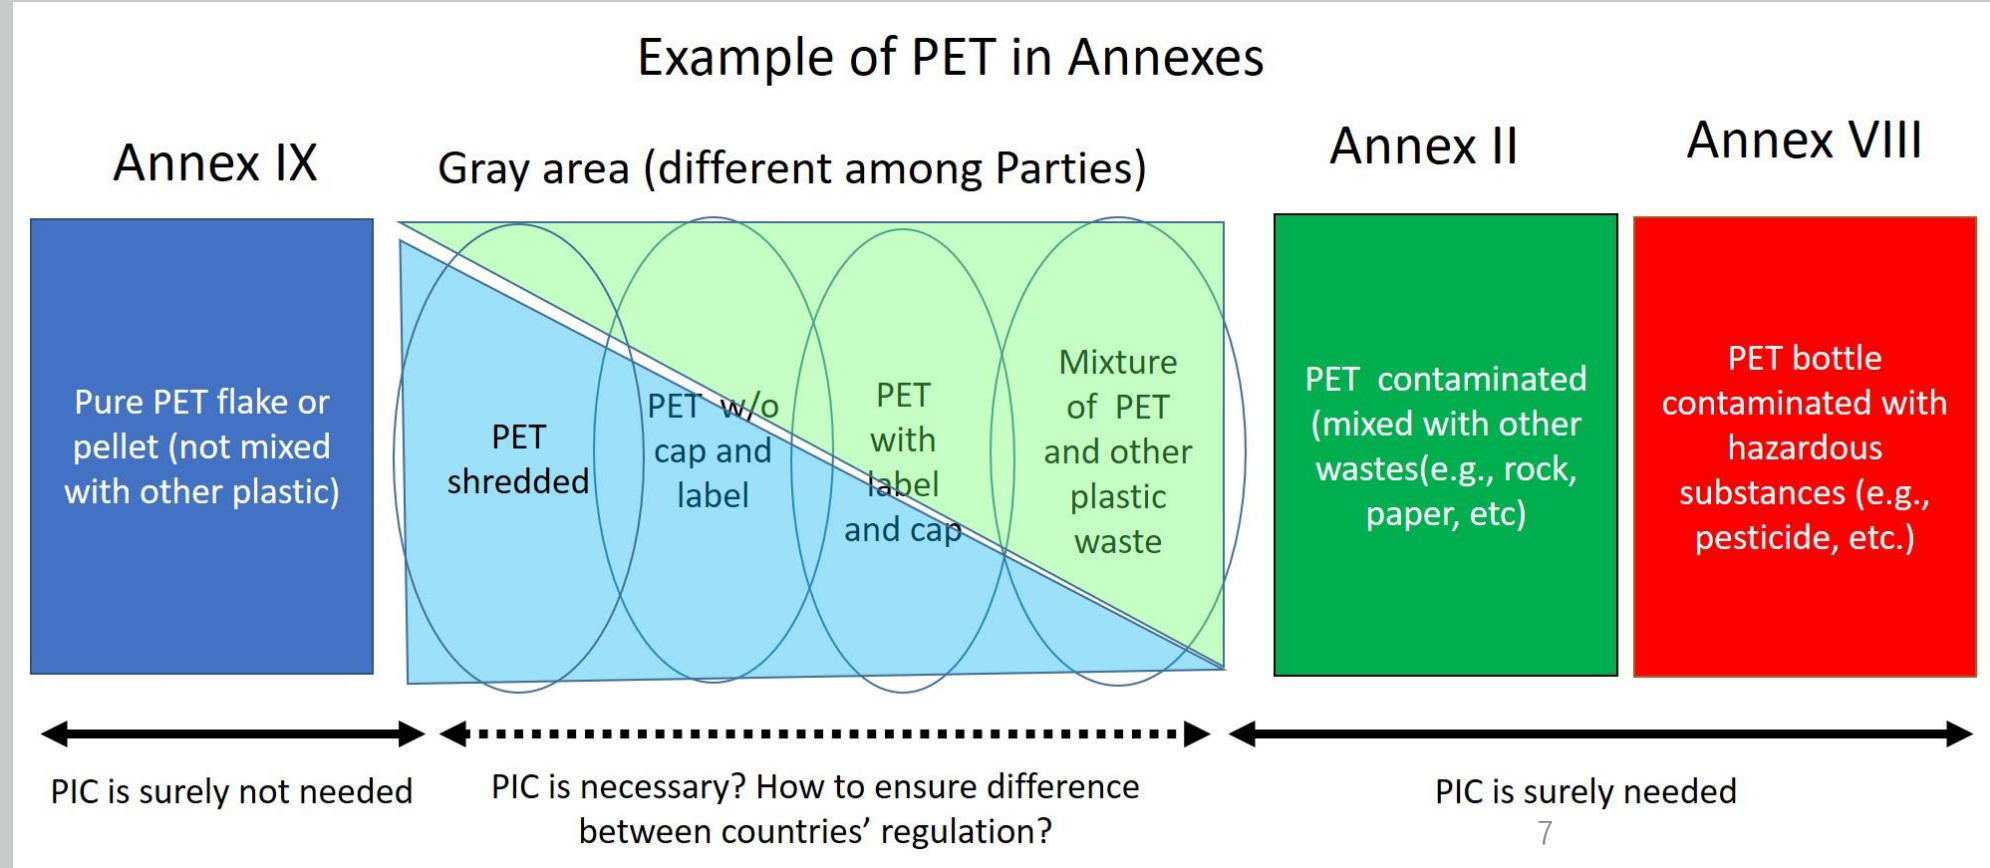 Example of PET in Annexes
Annex IX
Gray area (different among Parties)
Annex II
Annex VIII
Pure PET flake or
pellet (not mixed
with other plastic)
PET
shredded
PET w/o
cap and
label
PET
with
label
and cap
Mixture
of PET
and other
plastic
waste
PET contaminated
(mixed with other
wastes(e.g., rock,
paper, etc)
PET bottle
contaminated with
hazardous
substances (e.g.,
pesticide, etc.)
PIC is surely not needed
PIC is necessary? How to ensure difference
between countries’ regulation?
PIC is surely needed
7